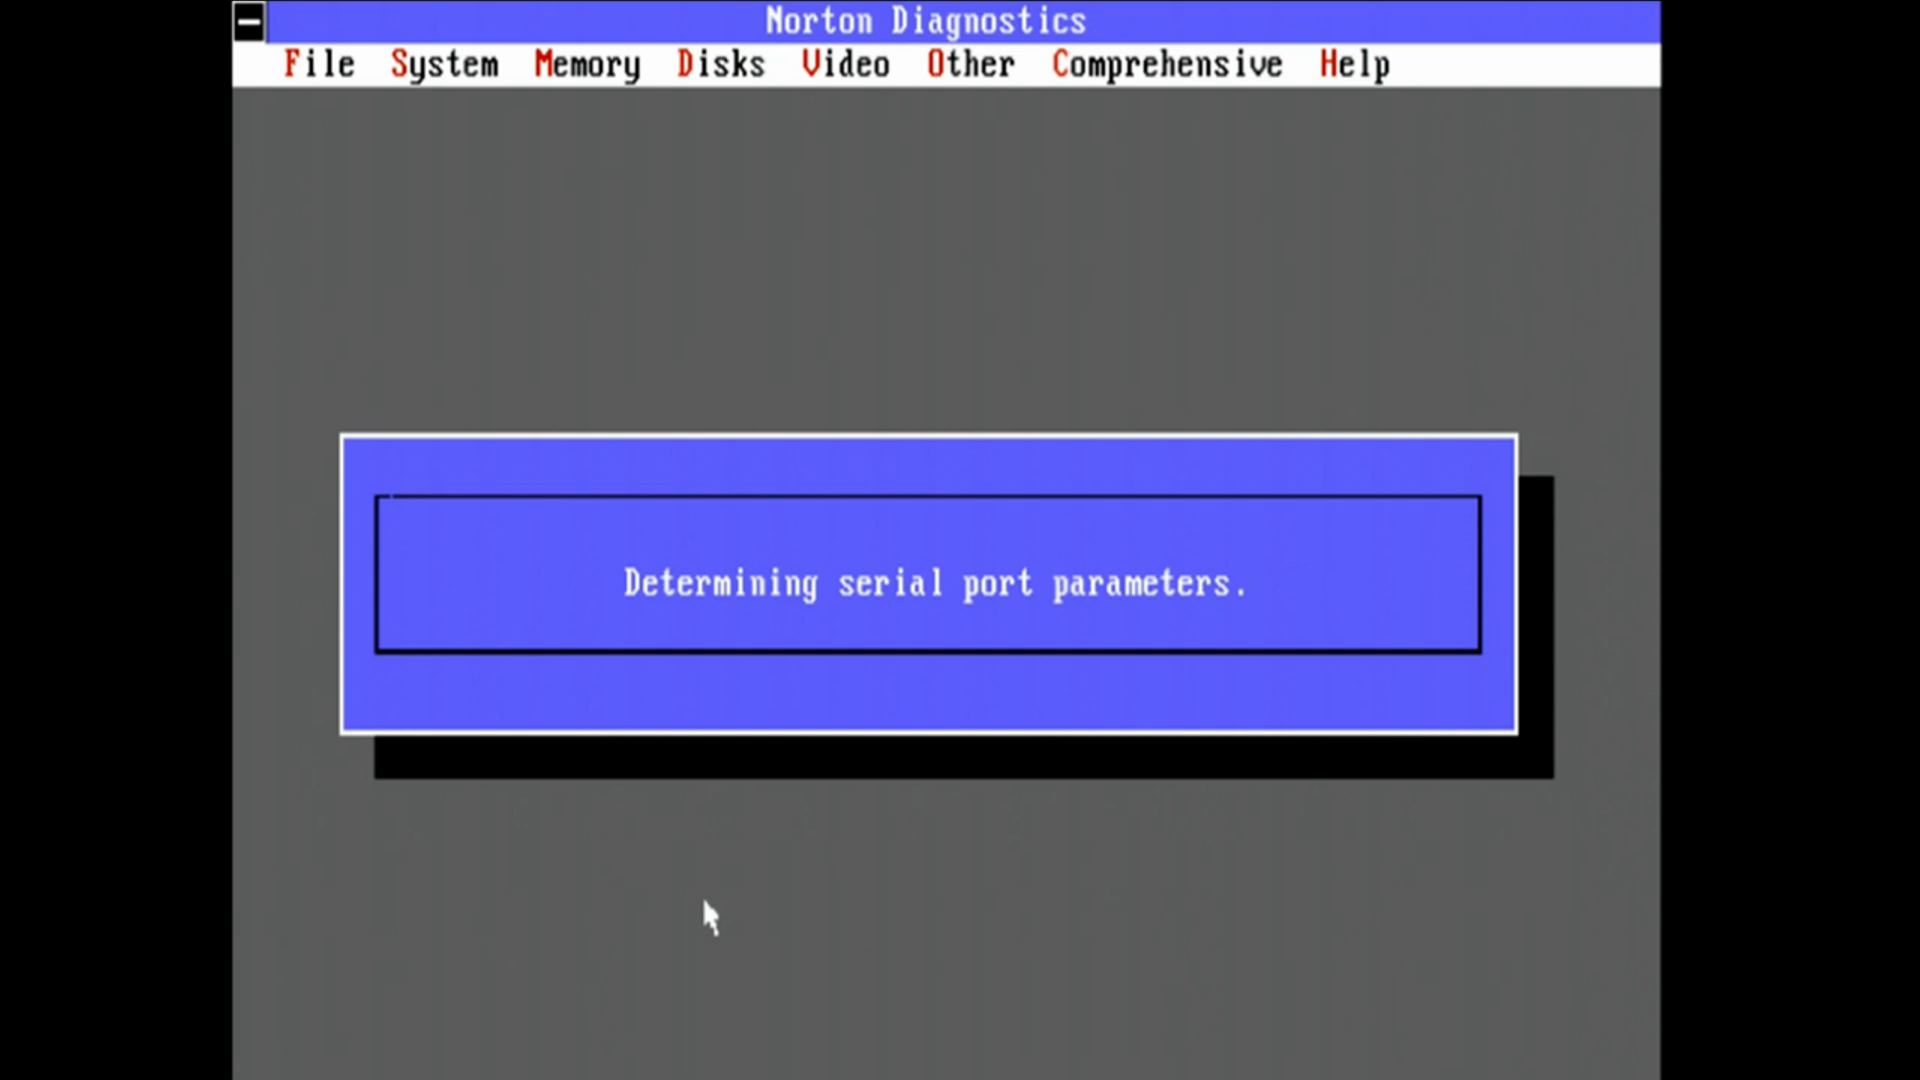 Norton Diagnostics
File System Memory Disks Video Other Comprehensive Help
Determining serial port parameters.